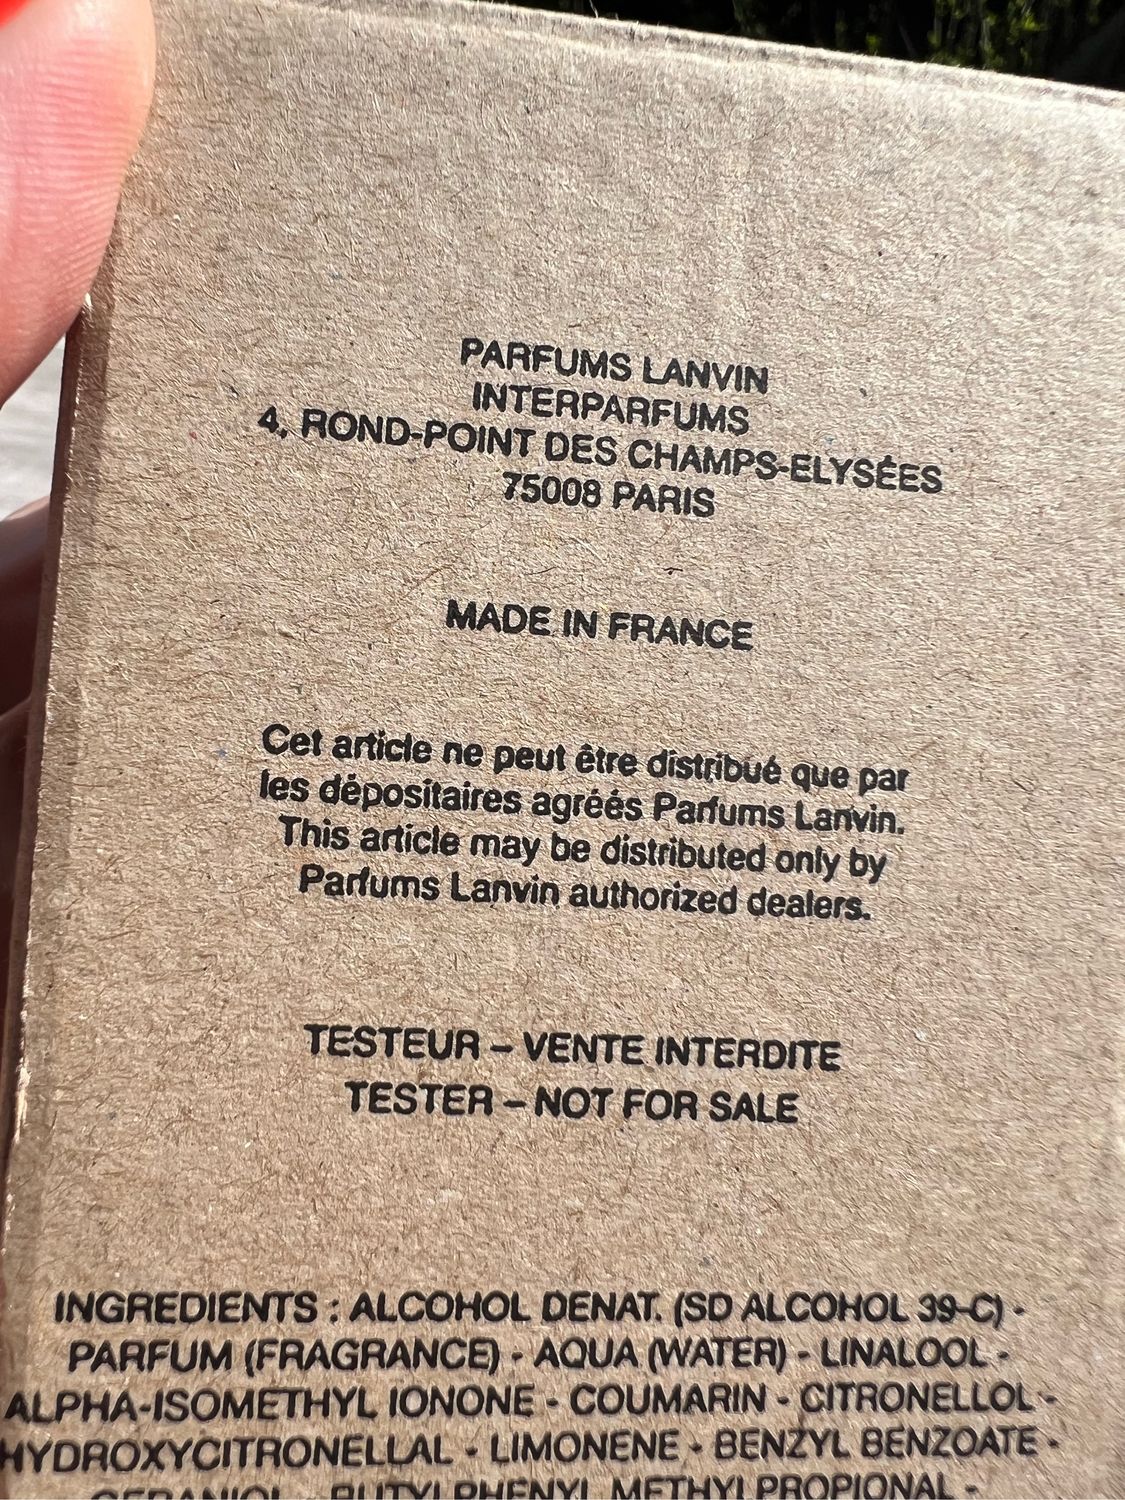 PARFUMS LANVIN
INTERPARFUMS
4, ROND-POINT DES CHAMPS-ELYSÉES
75008 PARIS
MADE IN FRANCE
Cet article ne peut être distribué que par
les dépositaires agréés Parfums Lanvin.
This article may be distributed only by
Parfums Lanvin authorized dealers.
TESTEUR – VENTE INTERDITE
TESTER – NOT FOR SALE
INGREDIENTS : ALCOHOL DENAT. (SD ALCOHOL 39-C) -
PARFUM (FRAGRANCE) - AQUA (WATER) - LINALOOL -
ALPHA-ISOMETHYL IONONE - COUMARIN - CITRONELLOL -
HYDROXYCITRONELLAL - LIMONENE - BENZYL BENZOATE -
GERANIOL - BUTYLPHENYL METHYLPROPIONAL -